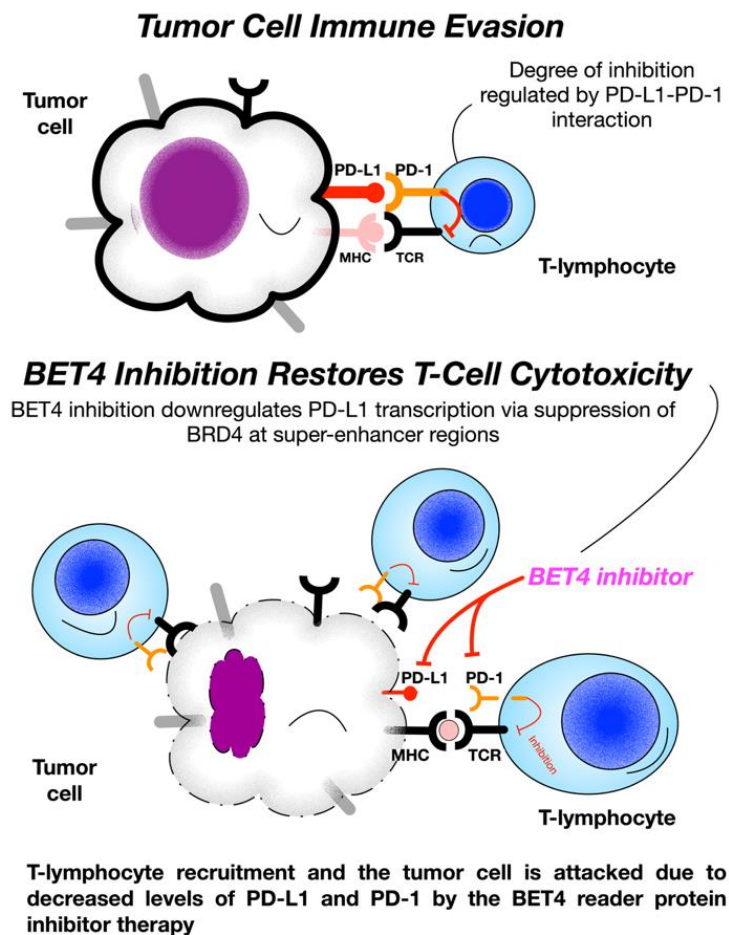 Tumor Cell Immune Evasion
Degree of inhibition
regulated by PD-L1-PD-1
interaction
Tumor
cell
PD-L1 PD-1
MHC TCR
T-lymphocyte
BET4 Inhibition Restores T-Cell Cytotoxicity
BET4 inhibition downregulates PD-L1 transcription via suppression of
BRD4 at super-enhancer regions
BET4 inhibitor
PD-L1 PD-1
MHC TCR
Inhibition
Tumor
cell
T-lymphocyte
T-lymphocyte recruitment and the tumor cell is attacked due to
decreased levels of PD-L1 and PD-1 by the BET4 reader protein
inhibitor therapy